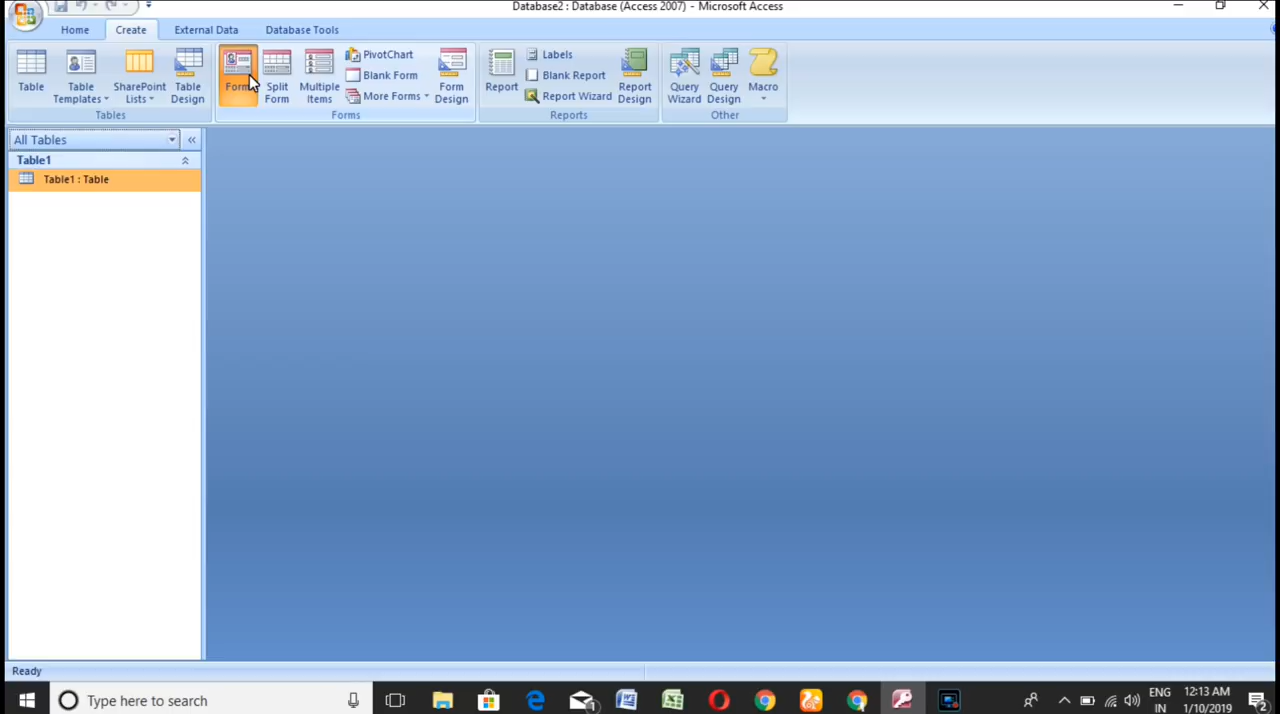 Database2 : Database (Access 2007) - Microsoft Access
Home Create External Data Database Tools
Table
Table Templates
SharePoint Lists
Table Design
Tables
Form
Split Form
Multiple Items
PivotChart
Blank Form
More Forms
Form Design
Forms
Report
Labels
Blank Report
Report Wizard
Report Design
Reports
Query Wizard
Query Design
Macro
Other
All Tables
Table1
Table1 : Table
Ready
Type here to search
1
ENG
IN
12:13 AM
1/10/2019
2